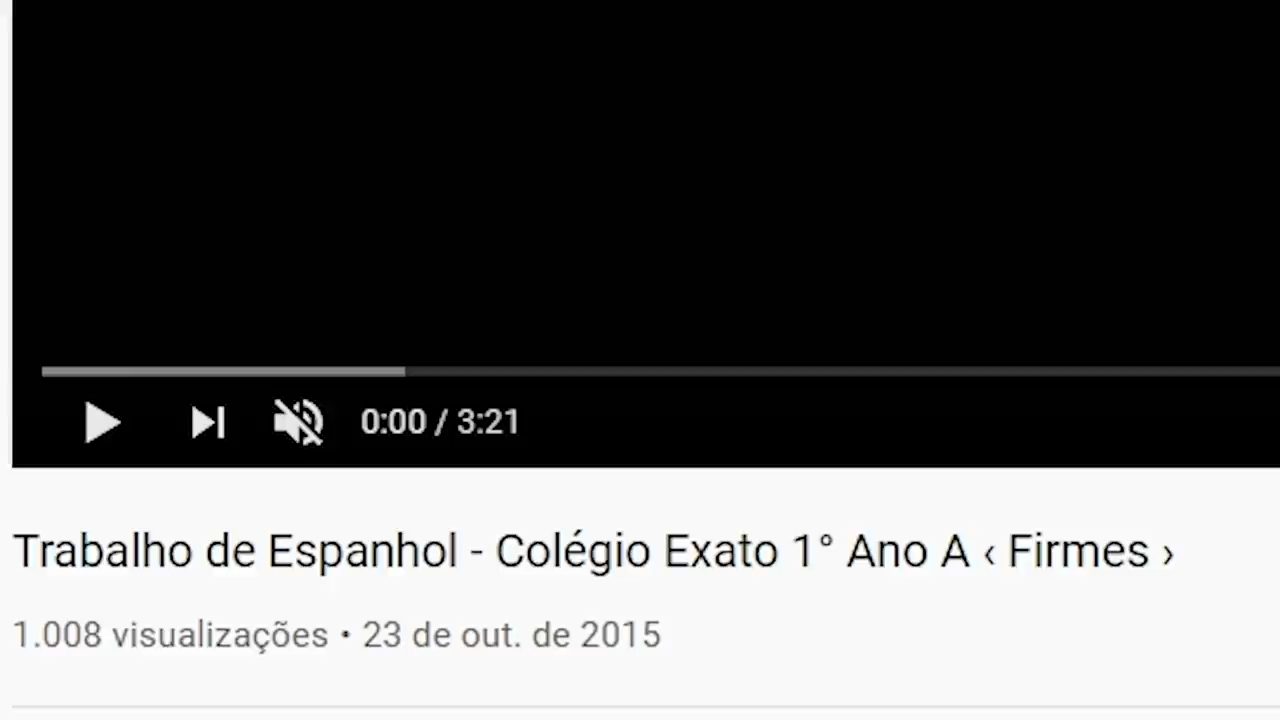 0:00 / 3:21
Trabalho de Espanhol - Colégio Exato 1° Ano A ‹ Firmes ›
1.008 visualizações • 23 de out. de 2015